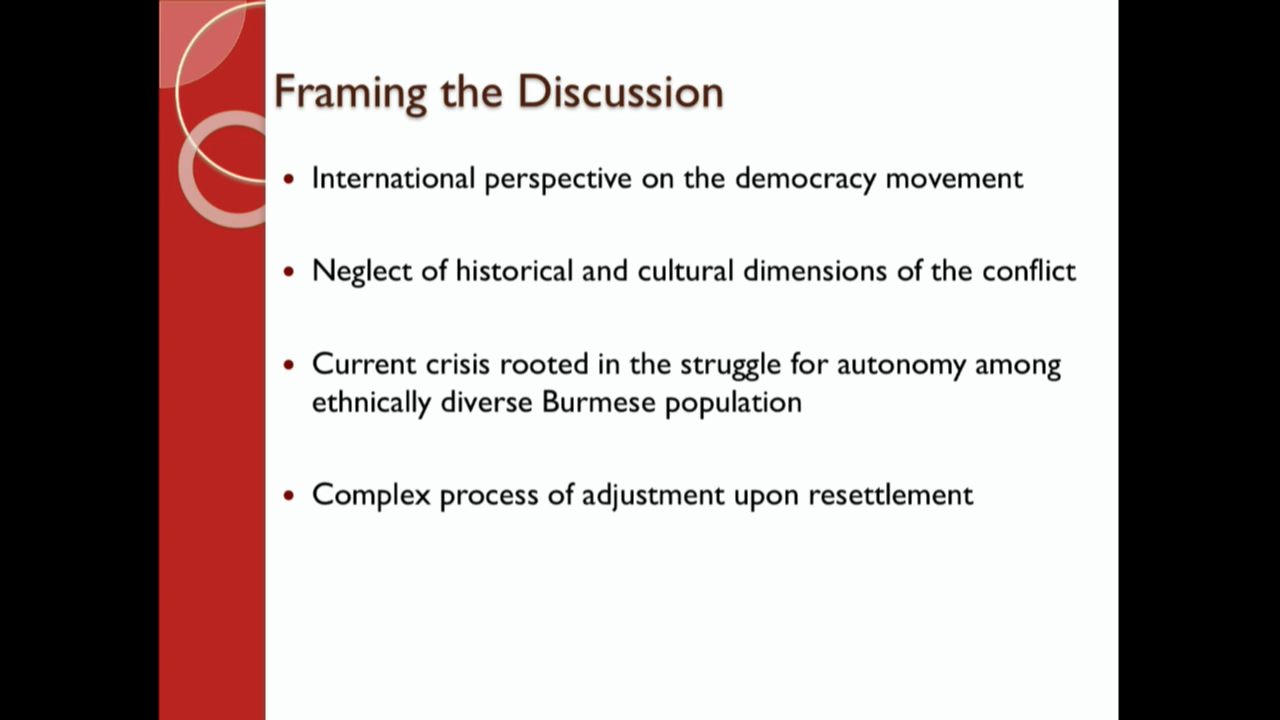 Framing the Discussion
• International perspective on the democracy movement
• Neglect of historical and cultural dimensions of the conflict
• Current crisis rooted in the struggle for autonomy among
ethnically diverse Burmese population
• Complex process of adjustment upon resettlement